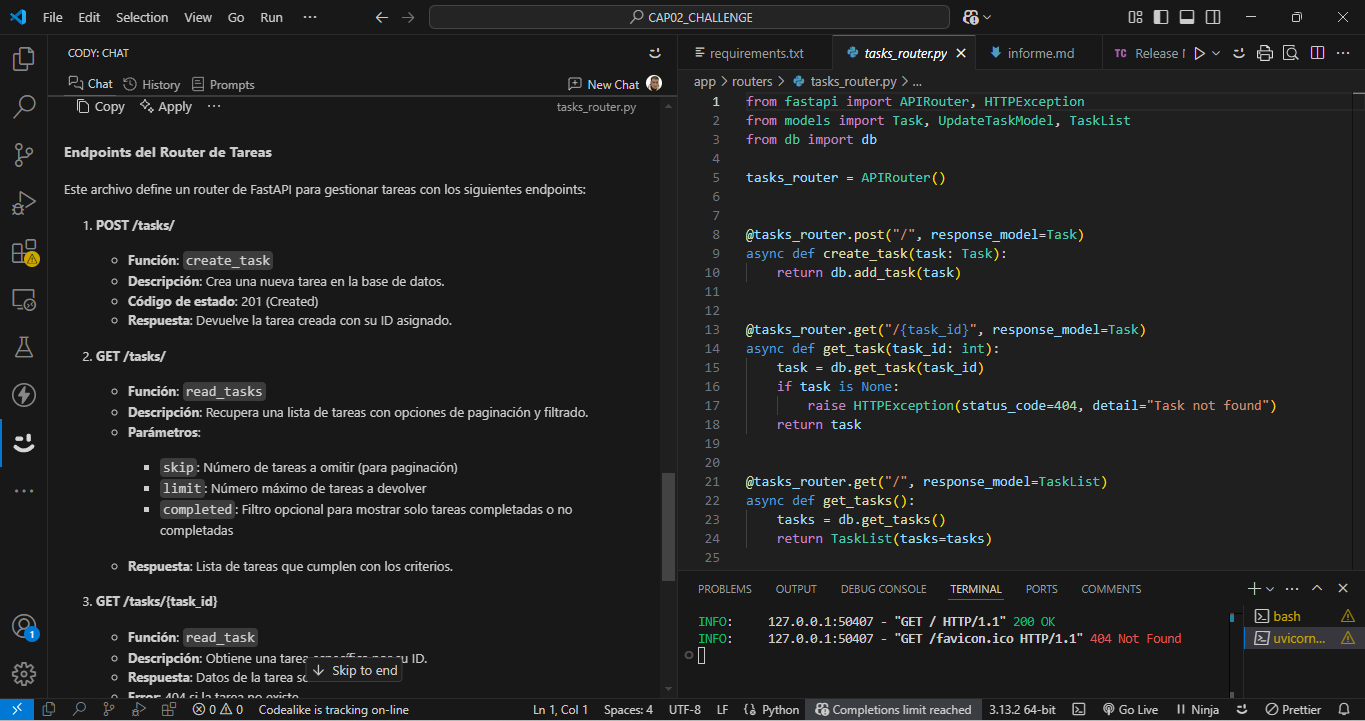 File Edit Selection View Go Run ··· CAP02_CHALLENGE
CODY: CHAT
Chat History Prompts New Chat
Copy Apply ··· tasks_router.py
Endpoints del Router de Tareas
Este archivo define un router de FastAPI para gestionar tareas con los siguientes endpoints:
1. POST /tasks/
Función: create_task
Descripción: Crea una nueva tarea en la base de datos.
Código de estado: 201 (Created)
Respuesta: Devuelve la tarea creada con su ID asignado.
2. GET /tasks/
Función: read_tasks
Descripción: Recupera una lista de tareas con opciones de paginación y filtrado.
Parámetros:
skip: Número de tareas a omitir (para paginación)
limit: Número máximo de tareas a devolver
completed: Filtro opcional para mostrar solo tareas completadas o no
completadas
Respuesta: Lista de tareas que cumplen con los criterios.
3. GET /tasks/{task_id}
Función: read_task
Descripción: Obtiene una tarea específica por su ID.
Respuesta: Datos de la tarea
Error: 404 si la tarea no existe
Skip to end
requirements.txt tasks_router.py informe.md TC Release
app > routers > tasks_router.py > ...
1 from fastapi import APIRouter, HTTPException
2 from models import Task, UpdateTaskModel, TaskList
3 from db import db
4
5 tasks_router = APIRouter()
6
7
8 @tasks_router.post("/", response_model=Task)
9 async def create_task(task: Task):
10 return db.add_task(task)
11
12
13 @tasks_router.get("/{task_id}", response_model=Task)
14 async def get_task(task_id: int):
15 task = db.get_task(task_id)
16 if task is None:
17 raise HTTPException(status_code=404, detail="Task not found")
18 return task
19
20
21 @tasks_router.get("/", response_model=TaskList)
22 async def get_tasks():
23 tasks = db.get_tasks()
24 return TaskList(tasks=tasks)
25
PROBLEMS OUTPUT DEBUG CONSOLE TERMINAL PORTS COMMENTS
INFO: 127.0.0.1:50407 - "GET / HTTP/1.1" 200 OK
INFO: 127.0.0.1:50407 - "GET /favicon.ico HTTP/1.1" 404 Not Found
bash
uvicorn...
1
0 0 Codealike is tracking on-line Ln 1, Col 1 Spaces: 4 UTF-8 LF Python Completions limit reached 3.13.2 64-bit Go Live Ninja Prettier